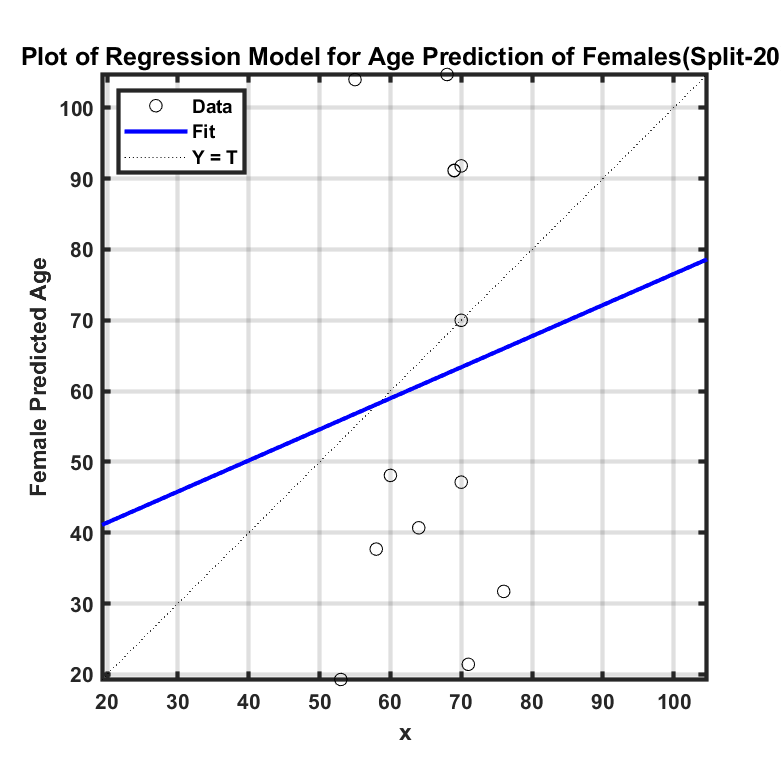 Plot of Regression Model for Age Prediction of Females(Split-20
Data
Fit
Y = T
Female Predicted Age
100
90
80
70
60
50
40
30
20
20 30 40 50 60 70 80 90 100
x